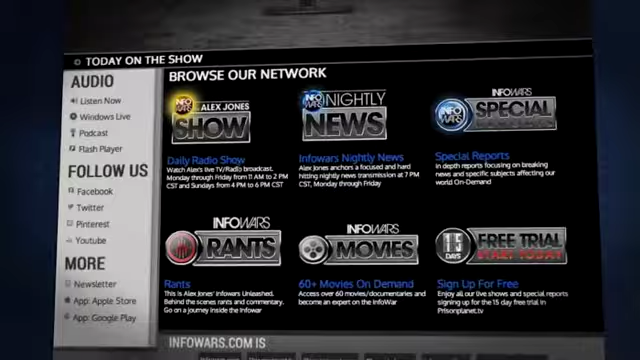 TODAY ON THE SHOW
AUDIO
Listen Now
Windows Live
Podcast
Flash Player
FOLLOW US
Facebook
Twitter
Pinterest
Youtube
MORE
Newsletter
App: Apple Store
App: Google Play
BROWSE OUR NETWORK
INFO WARS ALEX JONES
SHOW
Daily Radio Show
Watch Alex's live TV/Radio broadcast.
Monday through Friday from 11 AM to 2 PM
CST and Sundays from 4 PM to 6 PM CST
INFO WARS NIGHTLY
NEWS
Infowars Nightly News
Alex Jones anchors a focused and hard
hitting nightly news transmission at 7 PM
CST, Monday through Friday
INFOWARS
INFO WARS SPECIAL
Special Reports
In depth reports focusing on breaking
news and specific subjects affecting our
world On-Demand
INFOWARS
RANTS
Rants
This is Alex Jones' Infowars Unleashed.
Behind the scenes rants and commentary.
Go on a journey inside the Infowar
INFOWARS
MOVIES
60+ Movies On Demand
Access over 60 movies/documentaries and
become an expert on the InfoWar
15 DAYS
FREE TRIAL
START TODAY
Sign Up For Free
Enjoy all our live shows and special reports
signing up for the 15 day free trial in
Prisonplanet.tv
INFOWARS.COM IS